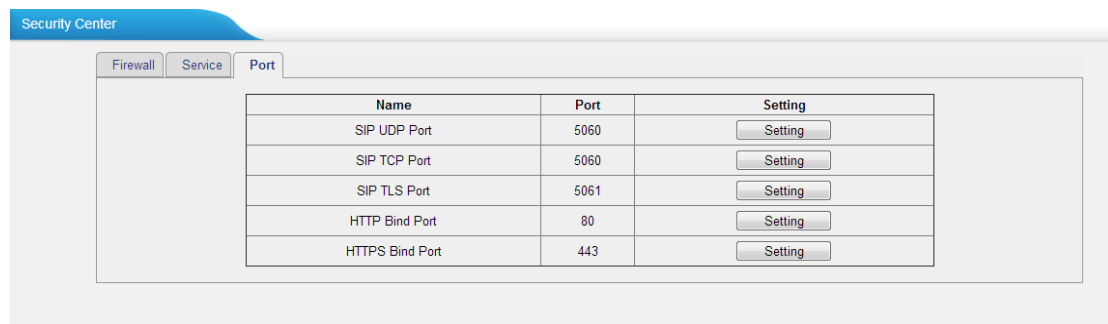 Security Center
Firewall Service Port
Name Port Setting
SIP UDP Port 5060 Setting
SIP TCP Port 5060 Setting
SIP TLS Port 5061 Setting
HTTP Bind Port 80 Setting
HTTPS Bind Port 443 Setting